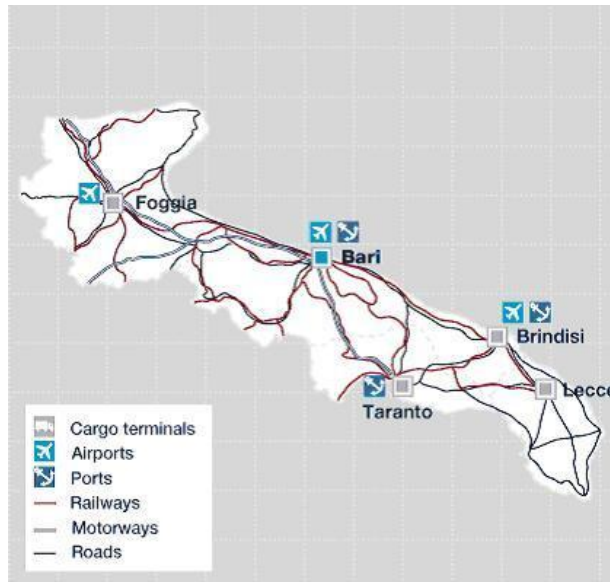 Foggia
Bari
Brindisi
Lecce
Taranto
Cargo terminals
Airports
Ports
Railways
Motorways
Roads